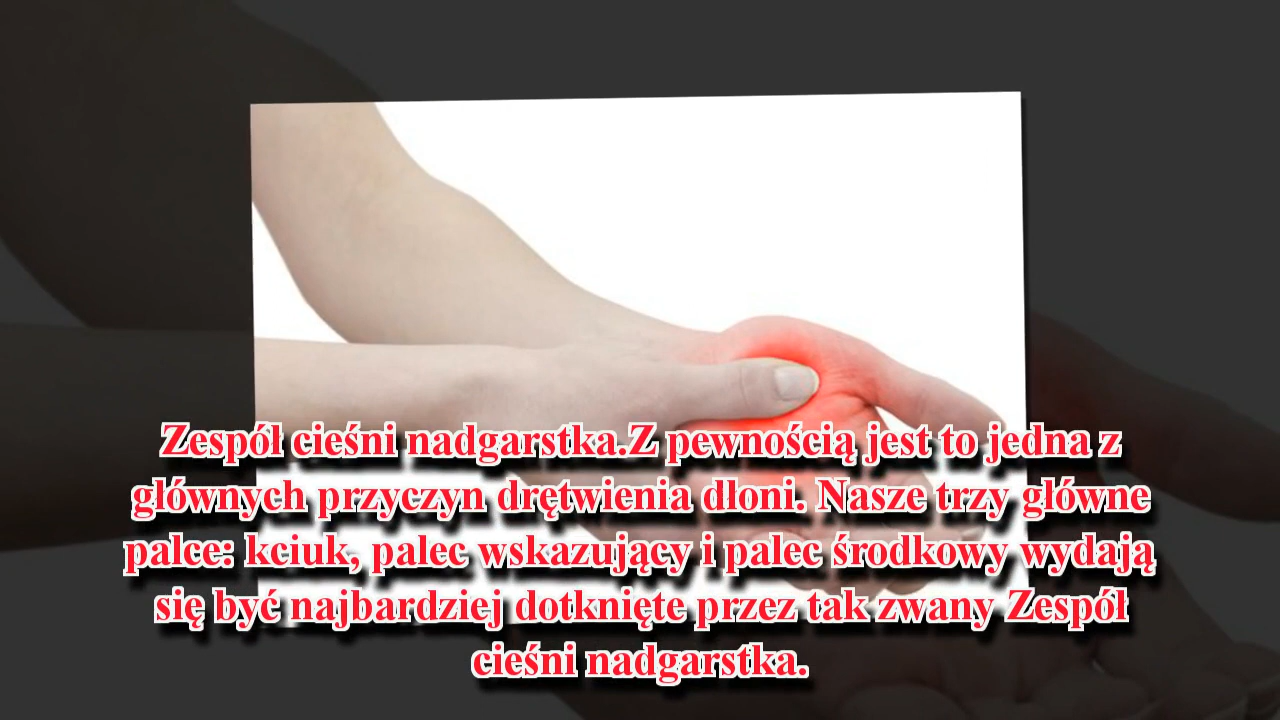 Zespół cieśni nadgarstka.Z pewnością jest to jedna z
głównych przyczyn drętwienia dłoni. Nasze trzy główne
palce: kciuk, palec wskazujący i palec środkowy wydają
się być najbardziej dotknięte przez tak zwany Zespół
cieśni nadgarstka.